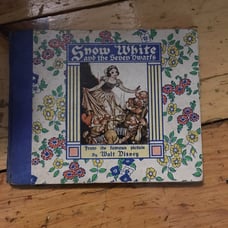 Snow White
and the Seven Dwarfs
From the famous picture
By Walt Disney